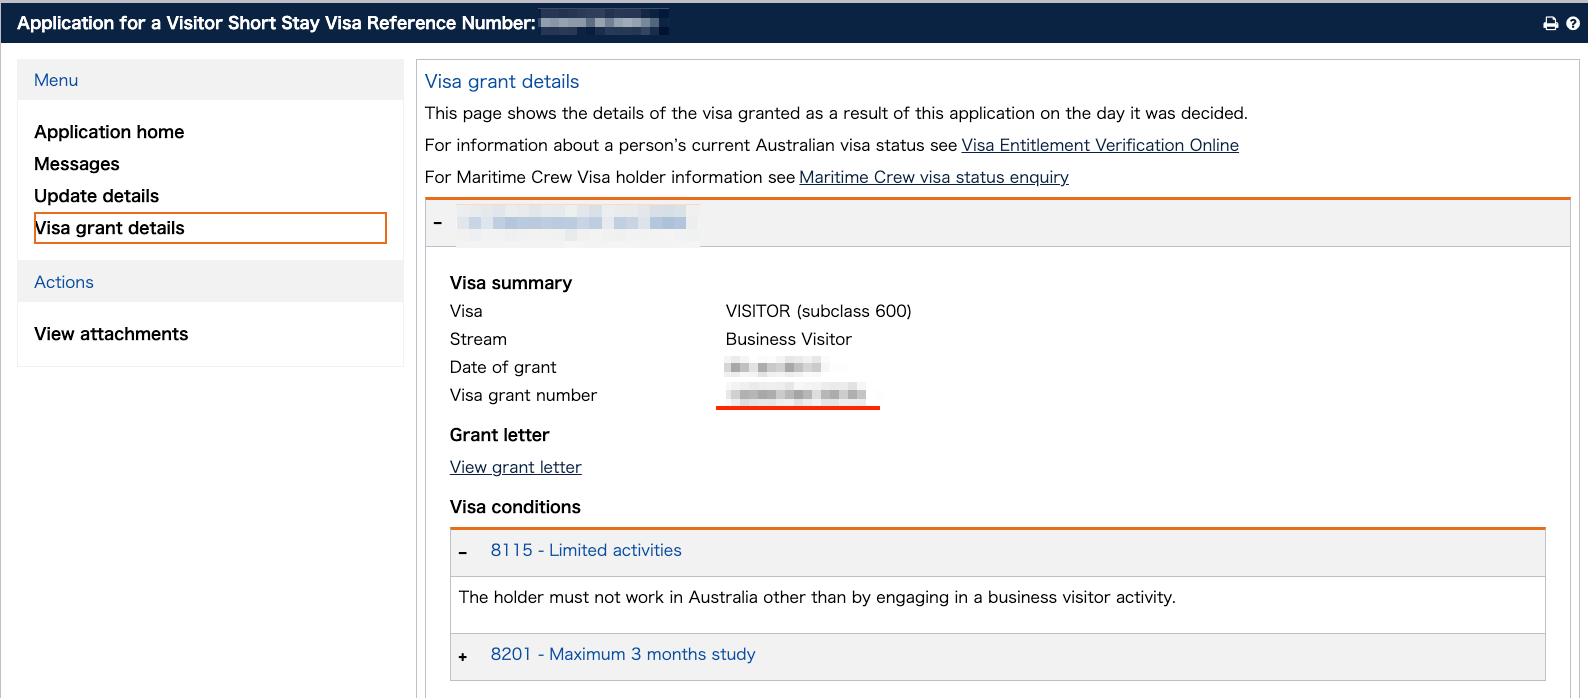 Application for a Visitor Short Stay Visa Reference Number:
Menu
Application home
Messages
Update details
Visa grant details
Actions
View attachments
Visa grant details
This page shows the details of the visa granted as a result of this application on the day it was decided.
For information about a person's current Australian visa status see Visa Entitlement Verification Online
For Maritime Crew Visa holder information see Maritime Crew visa status enquiry
Visa summary
Visa VISITOR (subclass 600)
Stream Business Visitor
Date of grant
Visa grant number
Grant letter
View grant letter
Visa conditions
8115 - Limited activities
The holder must not work in Australia other than by engaging in a business visitor activity.
8201 - Maximum 3 months study